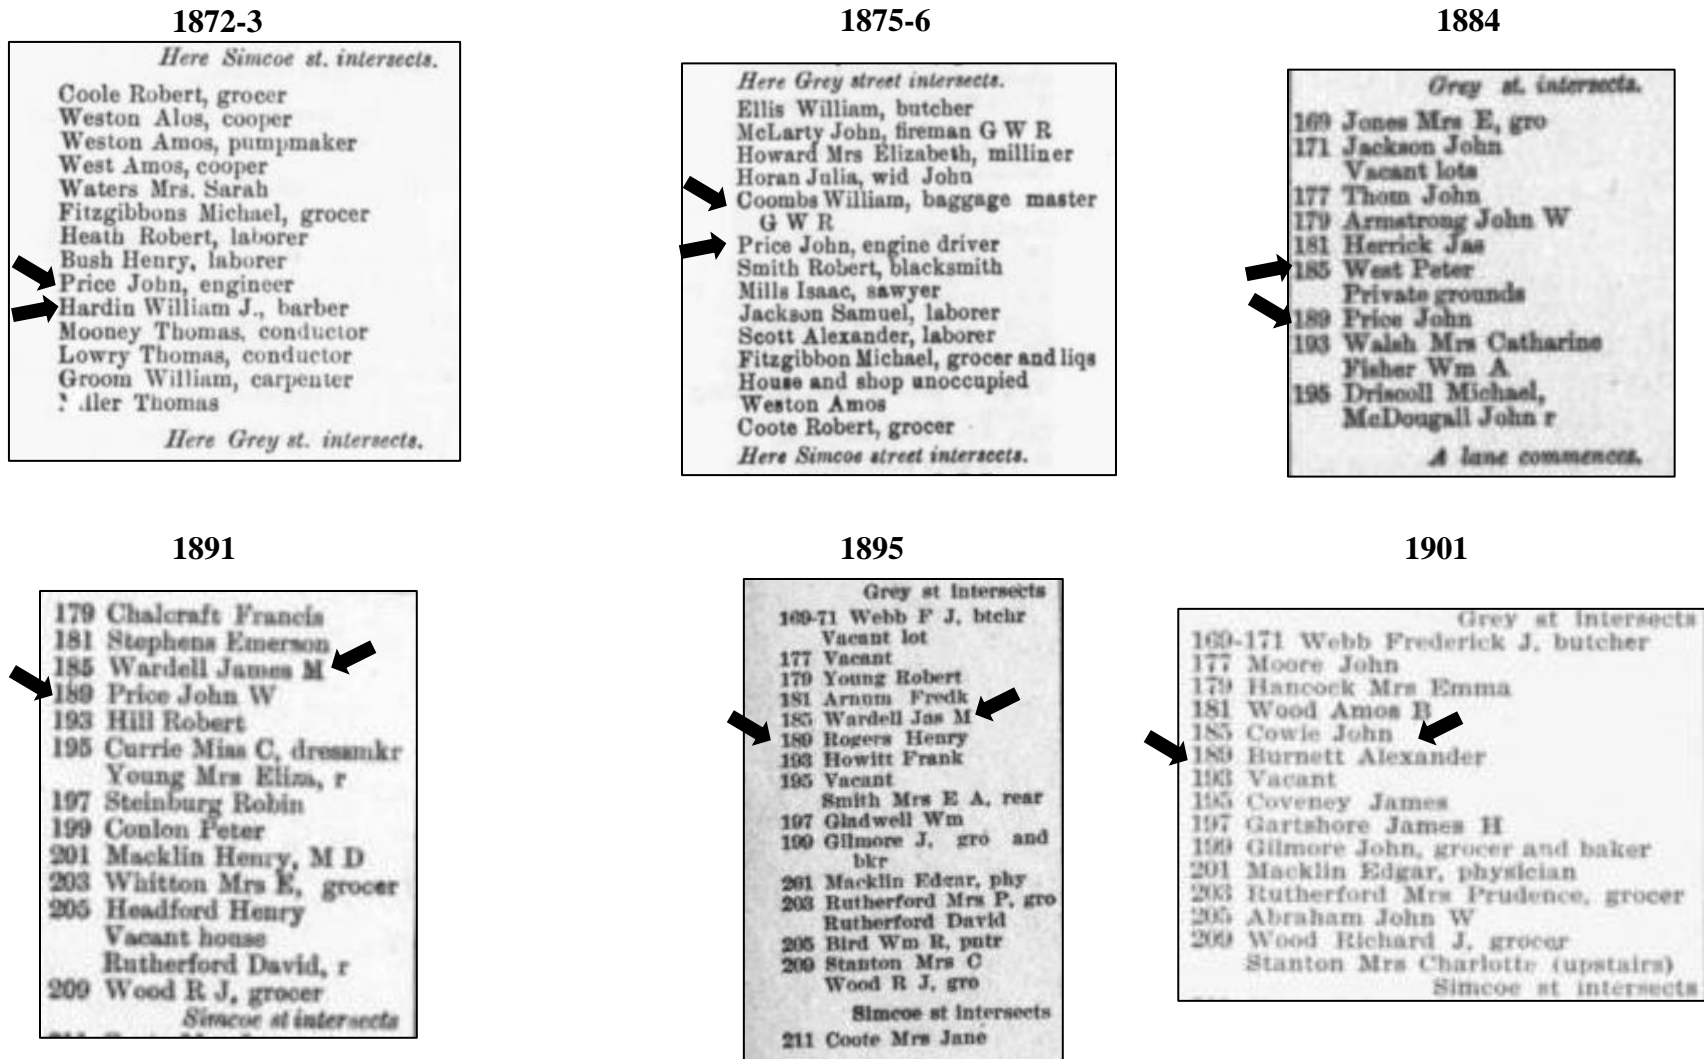 1872-3
Here Simcoe st. intersects.
Coole Robert, grocer
Weston Alos, cooper
Weston Amos, pumpmaker
West Amos, cooper
Waters Mrs. Sarah
Fitzgibbons Michael, grocer
Heath Robert, laborer
Bush Henry, laborer
Price John, engineer
Hardin William J., barber
Mooney Thomas, conductor
Lowry Thomas, conductor
Groom William, carpenter
Thomas
Here Grey st. intersects.
1875-6
Here Grey street intersects.
Ellis William, butcher
McLarty John, fireman G W R
Howard Mrs Elizabeth, milliner
Horan Julia, wid John
Coombs William, baggage master
G W R
Price John, engine driver
Smith Robert, blacksmith
Mills Isaac, sawyer
Jackson Samuel, laborer
Scott Alexander, laborer
Fitzgibbon Michael, grocer and liqs
House and shop unoccupied
Weston Amos
Coote Robert, grocer
Here Simcoe street intersects.
1884
Grey st. intersects.
169 Jones Mrs E, gro
171 Jackson John
Vacant lots
177 Thom John
179 Armstrong John W
181 Herrick Jas
185 West Peter
Private grounds
189 Price John
193 Walsh Mrs Catharine
Fisher Wm A
195 Driscoll Michael,
McDougall John r
A lane commences.
1891
179 Chalcraft Francis
181 Stephens Emerson
185 Wardell James M
189 Price John W
193 Hill Robert
195 Currie Miss C, dressmkr
Young Mrs Eliza, r
197 Steinburg Robin
199 Conlon Peter
201 Macklin Henry, M D
203 Whitton Mrs E, grocer
205 Headford Henry
Vacant house
Rutherford David, r
209 Wood R J, grocer
Simcoe st intersects
1895
Grey st intersects
169-71 Webb F J, btchr
Vacant lot
177 Vacant
179 Young Robert
181 Arnum Fredk
185 Wardell Jas M
189 Rogers Henry
193 Howitt Frank
195 Vacant
Smith Mrs E A, rear
197 Gladwell Wm
199 Gilmore J, gro and
bkr
201 Macklin Edgar, phy
203 Rutherford Mrs P, gro
Rutherford David
205 Bird Wm R, pntr
209 Stanton Mrs C
Wood R J, gro
Simcoe st intersects
211 Coote Mrs Jane
1901
Grey st intersects
169-171 Webb Frederick J, butcher
177 Moore John
179 Hancock Mrs Emma
181 Wood Amos B
185 Cowie John
189 Burnett Alexander
193 Vacant
195 Coveney James
197 Gartshore James H
199 Gilmore John, grocer and baker
201 Macklin Edgar, physician
203 Rutherford Mrs Prudence, grocer
205 Abraham John W
209 Wood Richard J, grocer
Stanton Mrs Charlotte (upstairs)
Simcoe st intersects